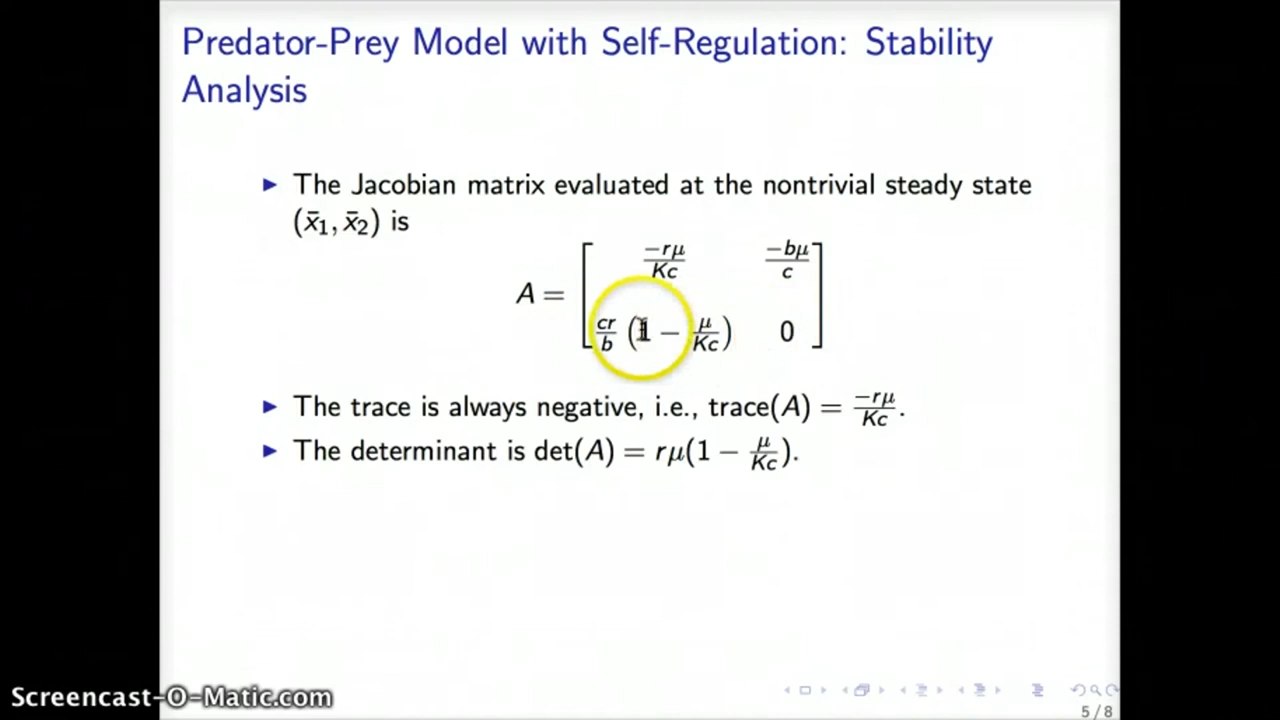 Predator-Prey Model with Self-Regulation: Stability
Analysis
▶ The Jacobian matrix evaluated at the nontrivial steady state
(x̄₁, x̄₂) is
A = [ −rμ/Kc    −bμ/c
cr/b (1 − μ/Kc)    0 ]
▶ The trace is always negative, i.e., trace(A) = −rμ/Kc.
▶ The determinant is det(A) = rμ(1 − μ/Kc).
Screencast-O-Matic.com
5 / 8